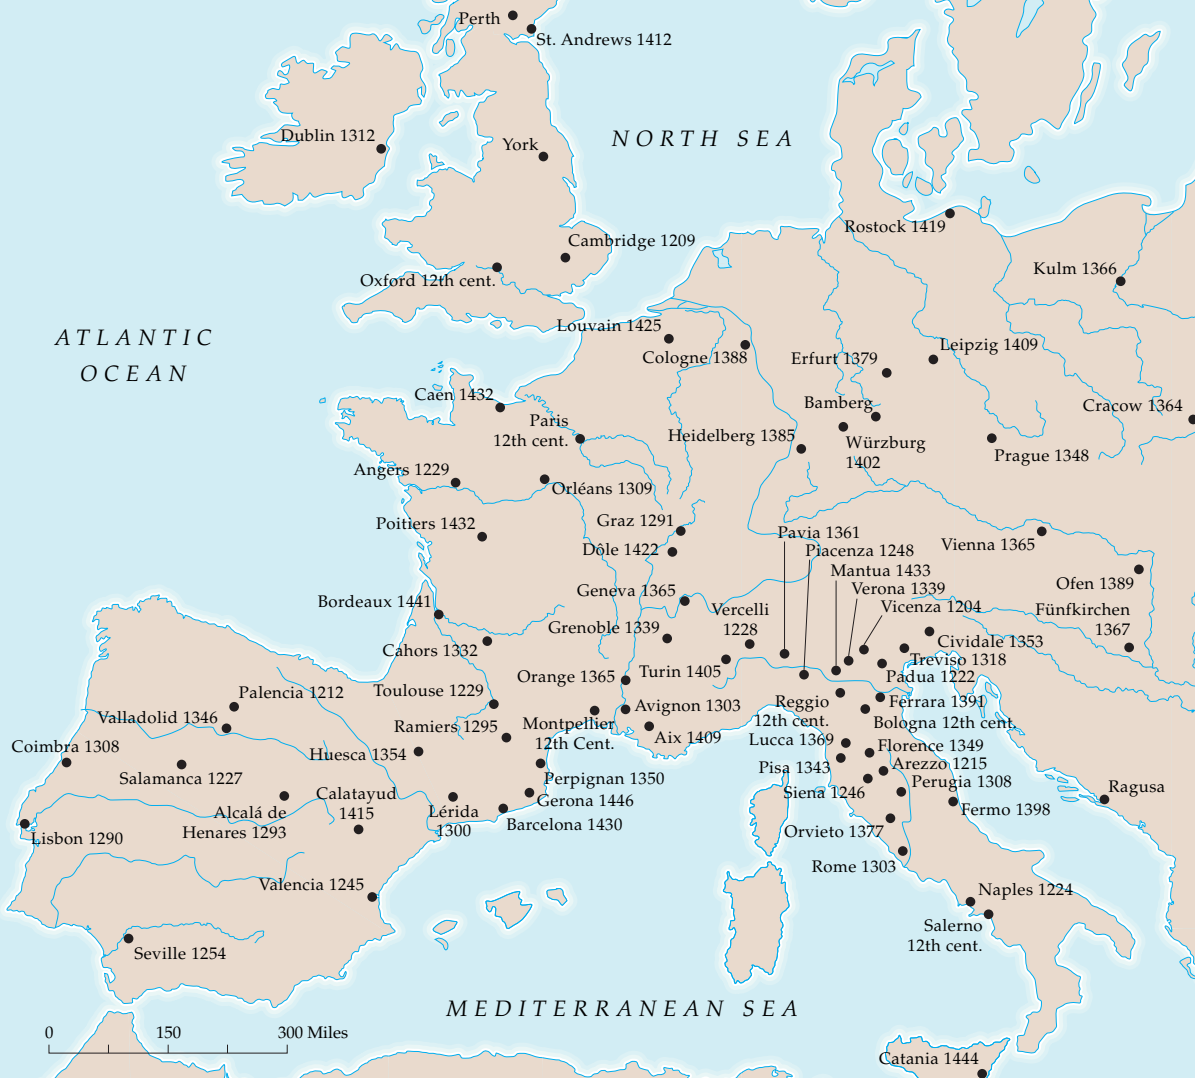 Perth
St. Andrews 1412
Dublin 1312
York
NORTH SEA
Rostock 1419
Cambridge 1209
Kulm 1366
Oxford 12th cent.
ATLANTIC
OCEAN
Louvain 1425
Cologne 1388
Erfurt 1379
Leipzig 1409
Caen 1432
Bamberg
Cracow 1364
Paris
12th cent.
Heidelberg 1385
Würzburg
1402
Prague 1348
Angers 1229
Orléans 1309
Poitiers 1432
Graz 1291
Dôle 1422
Pavia 1361
Piacenza 1248
Mantua 1433
Verona 1339
Vicenza 1204
Vienna 1365
Ofen 1389
Geneva 1365
Vercelli
1228
Fünfkirchen
1367
Bordeaux 1441
Grenoble 1339
Cividale 1353
Cahors 1332
Treviso 1318
Orange 1365
Turin 1405
Padua 1222
Palencia 1212
Toulouse 1229
Valladolid 1346
Avignon 1303
Reggio
12th cent.
Ferrara 1391
Ramiers 1295
Montpellier
12th Cent.
Bologna 12th cent.
Coimbra 1308
Huesca 1354
Aix 1409
Lucca 1369
Florence 1349
Salamanca 1227
Perpignan 1350
Pisa 1343
Arezzo 1215
Perugia 1308
Ragusa
Calatayud
1415
Gerona 1446
Siena 1246
Alcalá de
Henares 1293
Lérida
1300
Barcelona 1430
Fermo 1398
Lisbon 1290
Orvieto 1377
Rome 1303
Valencia 1245
Naples 1224
Salerno
12th cent.
Seville 1254
MEDITERRANEAN SEA
0 150 300 Miles
Catania 1444